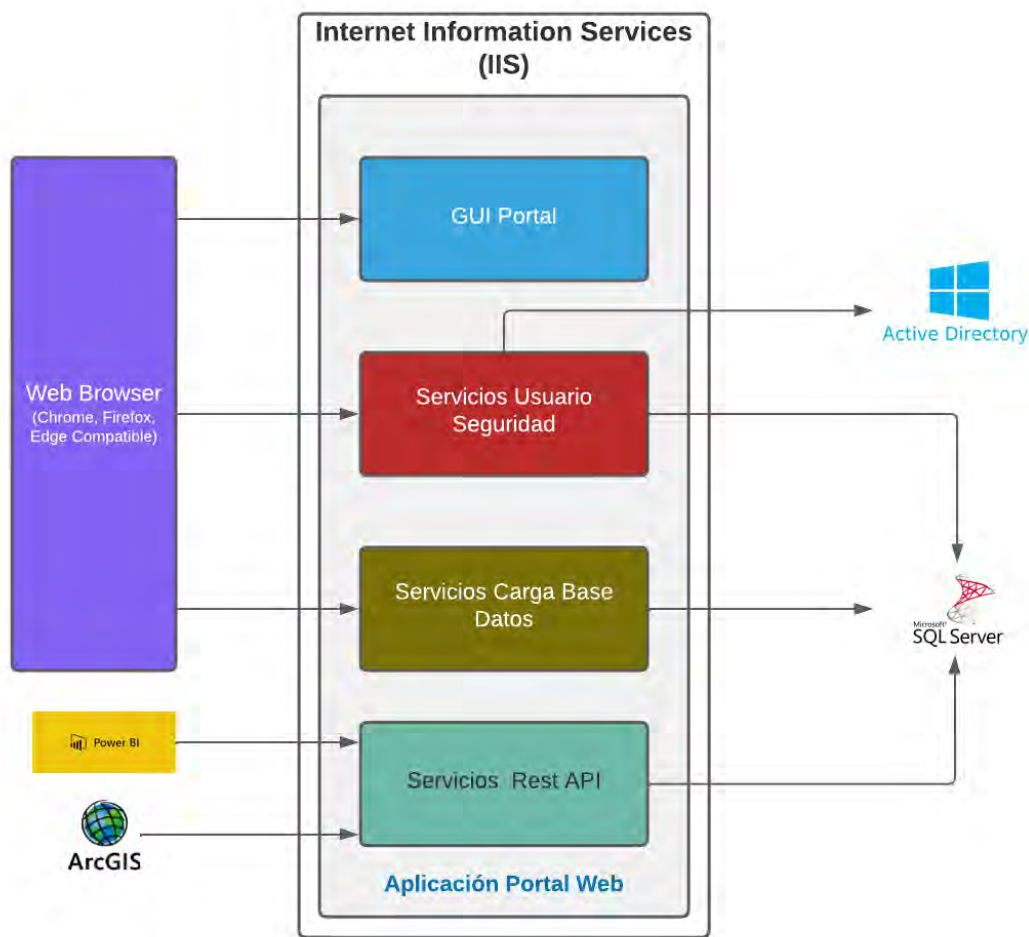 Internet Information Services
(IIS)
GUI Portal
Active Directory
Web Browser
(Chrome, Firefox,
Edge Compatible)
Servicios Usuario
Seguridad
Servicios Carga Base
Datos
Microsoft
SQL Server
Power BI
Servicios Rest API
ArcGIS
Aplicación Portal Web